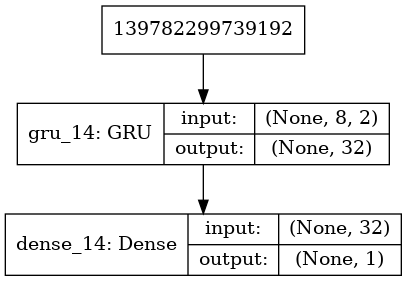 139782299739192
gru_14: GRU
input:
(None, 8, 2)
output:
(None, 32)
dense_14: Dense
input:
(None, 32)
output:
(None, 1)